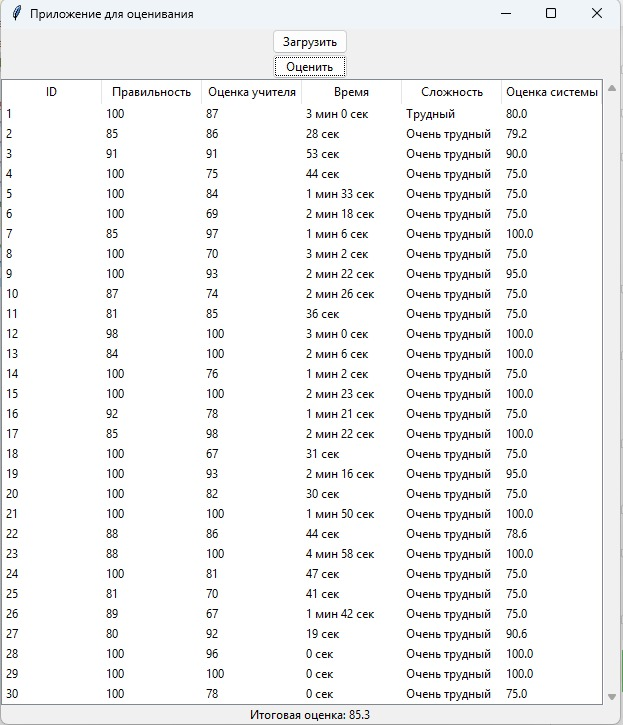 Приложение для оценивания
Загрузить
Оценить
ID Правильность Оценка учителя Время Сложность Оценка системы
1 100 87 3 мин 0 сек Трудный 80.0
2 85 86 28 сек Очень трудный 79.2
3 91 91 53 сек Очень трудный 90.0
4 100 75 44 сек Очень трудный 75.0
5 100 84 1 мин 33 сек Очень трудный 75.0
6 100 69 2 мин 18 сек Очень трудный 75.0
7 85 97 1 мин 6 сек Очень трудный 100.0
8 100 70 3 мин 2 сек Очень трудный 75.0
9 100 93 2 мин 22 сек Очень трудный 95.0
10 87 74 2 мин 26 сек Очень трудный 75.0
11 81 85 36 сек Очень трудный 75.0
12 98 100 3 мин 0 сек Очень трудный 100.0
13 84 100 2 мин 6 сек Очень трудный 100.0
14 100 76 1 мин 2 сек Очень трудный 75.0
15 100 100 2 мин 23 сек Очень трудный 100.0
16 92 78 1 мин 21 сек Очень трудный 75.0
17 85 98 2 мин 22 сек Очень трудный 100.0
18 100 67 31 сек Очень трудный 75.0
19 100 93 2 мин 16 сек Очень трудный 95.0
20 100 82 30 сек Очень трудный 75.0
21 100 100 1 мин 50 сек Очень трудный 100.0
22 88 86 44 сек Очень трудный 78.6
23 88 100 4 мин 58 сек Очень трудный 100.0
24 100 81 47 сек Очень трудный 75.0
25 81 70 41 сек Очень трудный 75.0
26 89 67 1 мин 42 сек Очень трудный 75.0
27 80 92 19 сек Очень трудный 90.6
28 100 96 0 сек Очень трудный 100.0
29 100 100 0 сек Очень трудный 100.0
30 100 78 0 сек Очень трудный 75.0
Итоговая оценка: 85.3